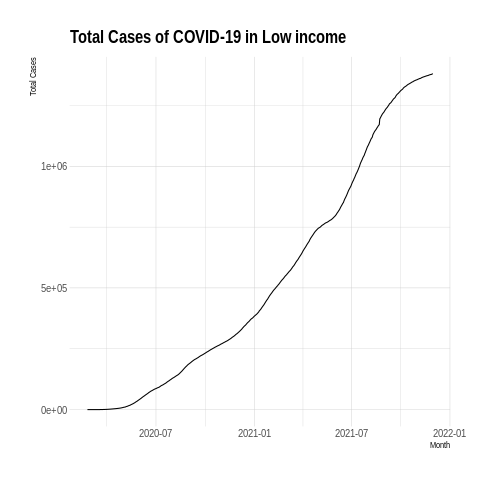 Total Cases of COVID-19 in Low income
Total Cases
1e+06
5e+05
0e+00
2020-07 2021-01 2021-07 2022-01
Month